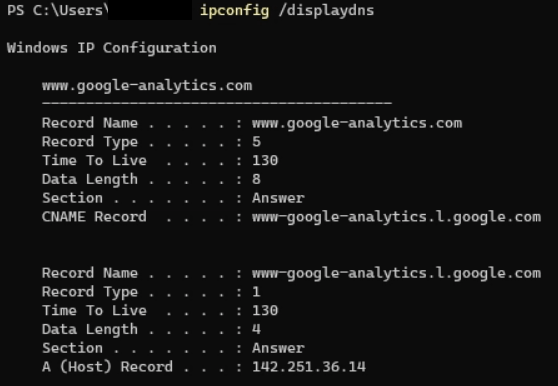 PS C:\Users\ ipconfig /displaydns
Windows IP Configuration
www.google-analytics.com
----------------------------------------
Record Name . . . . . : www.google-analytics.com
Record Type . . . . . : 5
Time To Live  . . . . : 130
Data Length . . . . . : 8
Section . . . . . . . : Answer
CNAME Record  . . . . : www-google-analytics.l.google.com
Record Name . . . . . : www-google-analytics.l.google.com
Record Type . . . . . : 1
Time To Live  . . . . : 130
Data Length . . . . . : 4
Section . . . . . . . : Answer
A (Host) Record . . . : 142.251.36.14